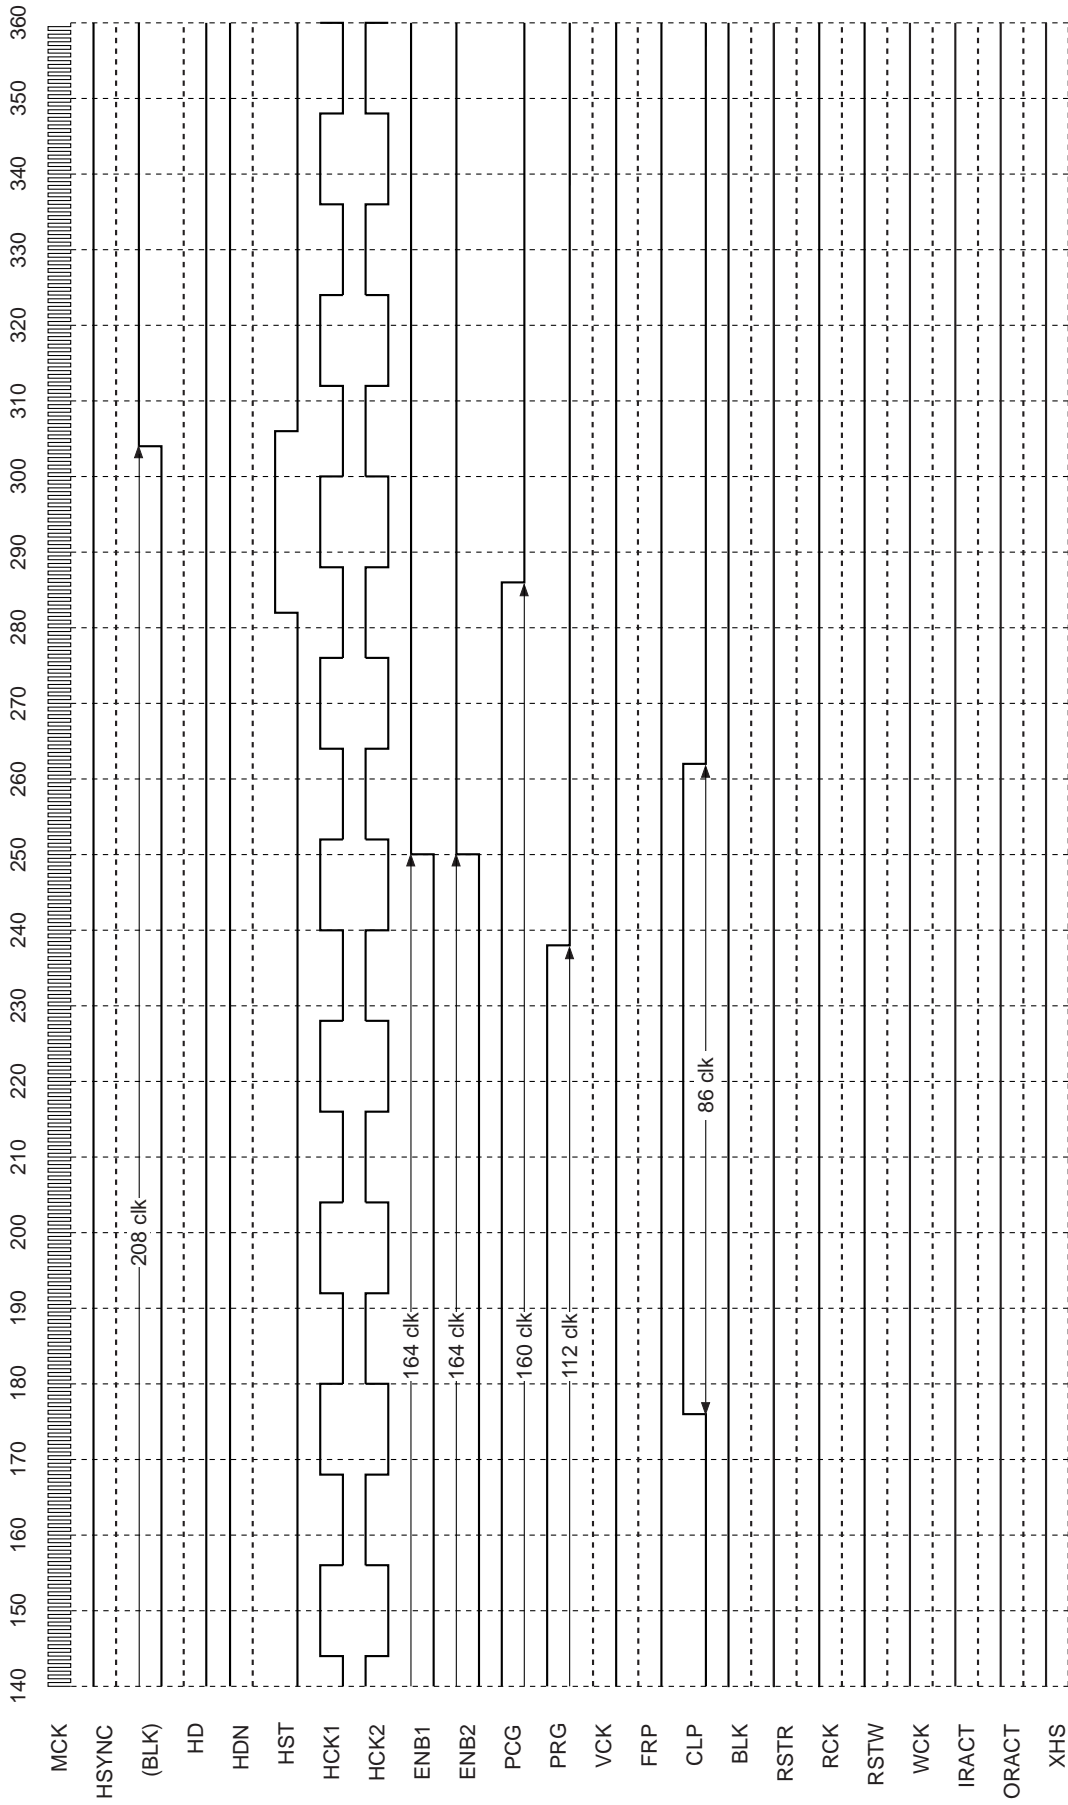 140 150 160 170 180 190 200 210 220 230 240 250 260 270 280 290 300 310 320 330 340 350 360
MCK
HSYNC
(BLK)
208 clk
HD
HDN
HST
HCK1
HCK2
ENB1
164 clk
ENB2
164 clk
PCG
160 clk
PRG
112 clk
VCK
FRP
CLP
86 clk
BLK
RSTR
RCK
RSTW
WCK
IRACT
ORACT
XHS